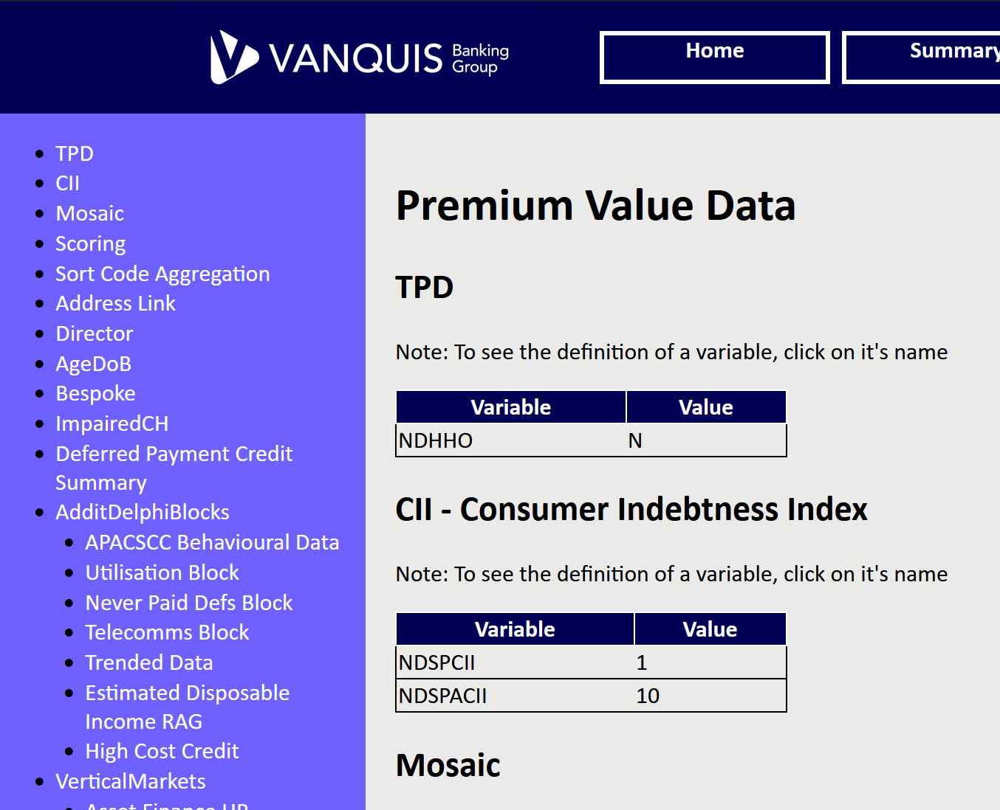 VANQUIS Banking Group
Home
Summary
TPD
CII
Mosaic
Scoring
Sort Code Aggregation
Address Link
Director
AgeDoB
Bespoke
ImpairedCH
Deferred Payment Credit
Summary
AdditDelphiBlocks
APACSCC Behavioural Data
Utilisation Block
Never Paid Defs Block
Telecomms Block
Trended Data
Estimated Disposable
Income RAG
High Cost Credit
VerticalMarkets
Asset Finance HP
Premium Value Data
TPD
Note: To see the definition of a variable, click on it's name
Variable Value
NDHHO N
CII - Consumer Indebtness Index
Note: To see the definition of a variable, click on it's name
Variable Value
NDSPCII 1
NDSPACII 10
Mosaic